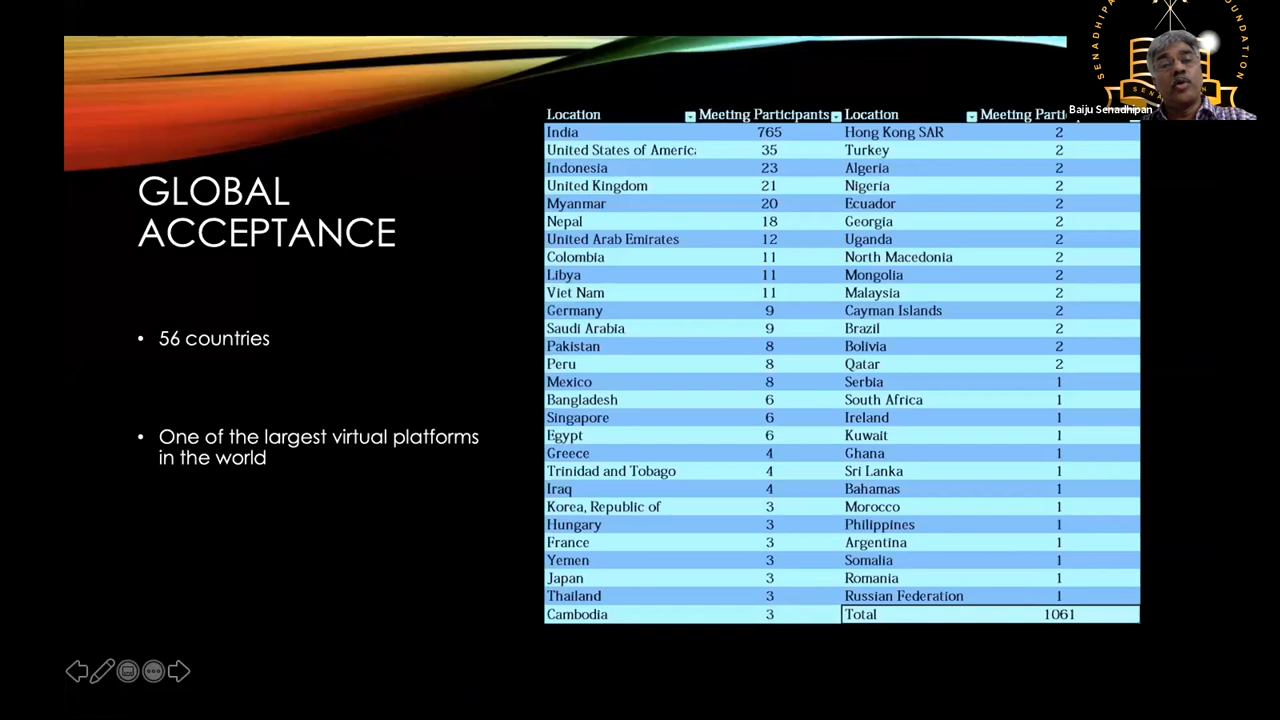 SENADHIPA
OUNDATION
SENA
Baiju Senadhipan
GLOBAL
ACCEPTANCE
• 56 countries
• One of the largest virtual platforms
in the world
Location Meeting Participants Location Meeting Parti
India 765 Hong Kong SAR 2
United States of Americ 35 Turkey 2
Indonesia 23 Algeria 2
United Kingdom 21 Nigeria 2
Myanmar 20 Ecuador 2
Nepal 18 Georgia 2
United Arab Emirates 12 Uganda 2
Colombia 11 North Macedonia 2
Libya 11 Mongolia 2
Viet Nam 11 Malaysia 2
Germany 9 Cayman Islands 2
Saudi Arabia 9 Brazil 2
Pakistan 8 Bolivia 2
Peru 8 Qatar 2
Mexico 8 Serbia 1
Bangladesh 6 South Africa 1
Singapore 6 Ireland 1
Egypt 6 Kuwait 1
Greece 4 Ghana 1
Trinidad and Tobago 4 Sri Lanka 1
Iraq 4 Bahamas 1
Korea, Republic of 3 Morocco 1
Hungary 3 Philippines 1
France 3 Argentina 1
Yemen 3 Somalia 1
Japan 3 Romania 1
Thailand 3 Russian Federation 1
Cambodia 3 Total 1061